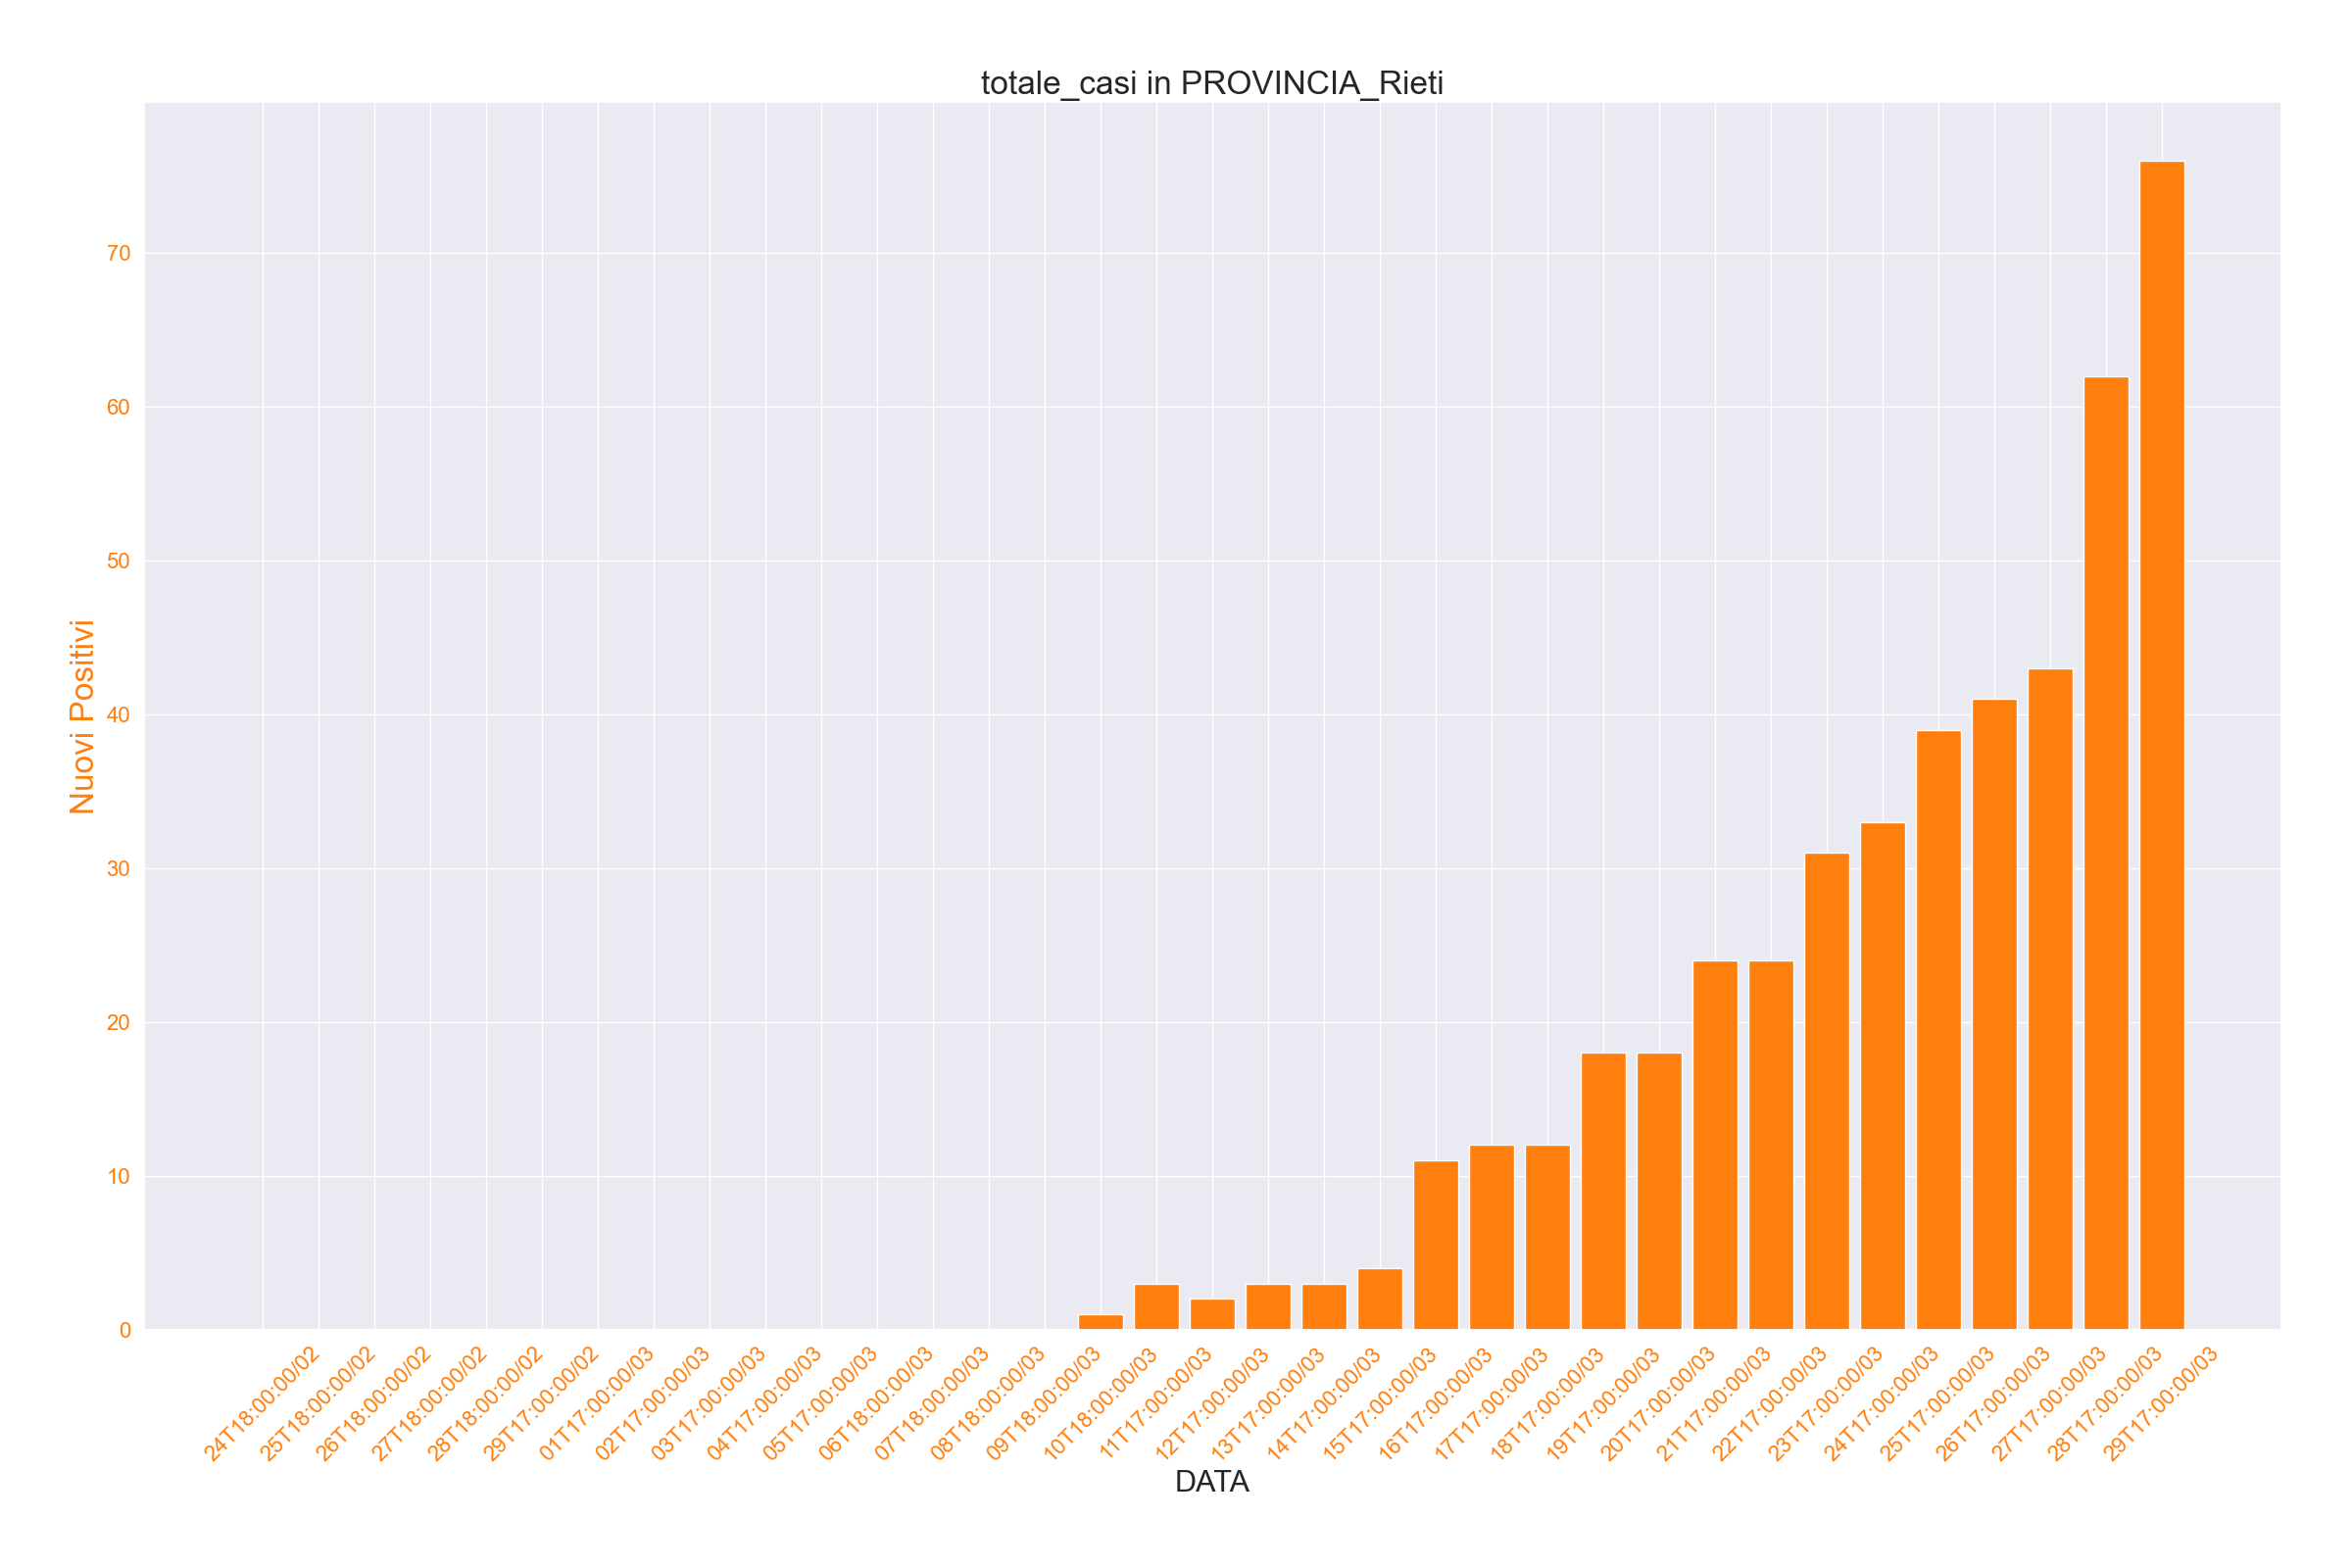 totale_casi in PROVINCIA_Rieti
Nuovi Positivi
70
60
50
40
30
20
10
0
24T18:00:00/02
25T18:00:00/02
26T18:00:00/02
27T18:00:00/02
28T18:00:00/02
29T17:00:00/02
01T17:00:00/03
02T17:00:00/03
03T17:00:00/03
04T17:00:00/03
05T17:00:00/03
06T18:00:00/03
07T18:00:00/03
08T18:00:00/03
09T18:00:00/03
10T18:00:00/03
11T17:00:00/03
12T17:00:00/03
13T17:00:00/03
14T17:00:00/03
15T17:00:00/03
16T17:00:00/03
17T17:00:00/03
18T17:00:00/03
19T17:00:00/03
20T17:00:00/03
21T17:00:00/03
22T17:00:00/03
23T17:00:00/03
24T17:00:00/03
25T17:00:00/03
26T17:00:00/03
27T17:00:00/03
28T17:00:00/03
29T17:00:00/03
DATA